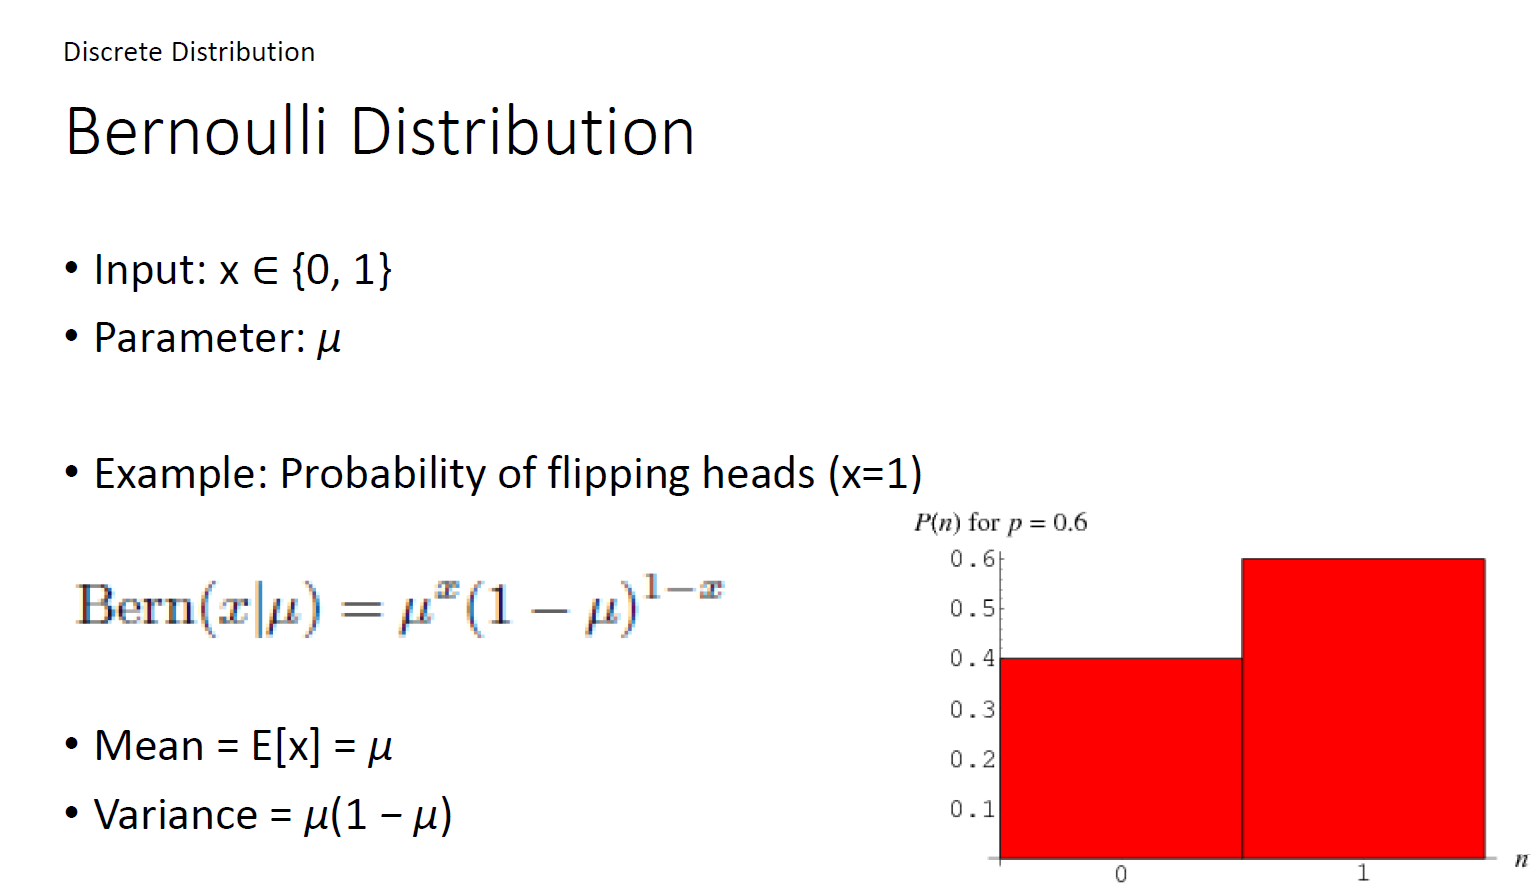 Discrete Distribution
Bernoulli Distribution
• Input: x ∈ {0, 1}
• Parameter: μ
• Example: Probability of flipping heads (x=1)
Bern(x|μ) = μ^x(1 − μ)^{1−x}
• Mean = E[x] = μ
• Variance = μ(1 − μ)
P(n) for p = 0.6
0.6
0.5
0.4
0.3
0.2
0.1
0 1 n